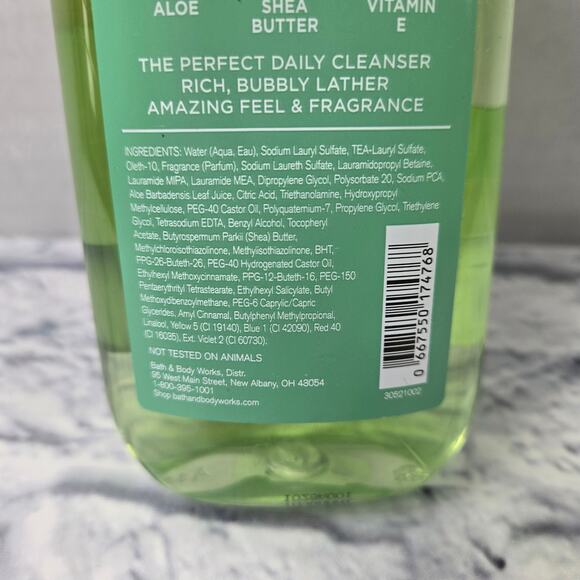 ALOE
SHEA BUTTER
VITAMIN E
THE PERFECT DAILY CLEANSER
RICH, BUBBLY LATHER
AMAZING FEEL & FRAGRANCE
INGREDIENTS: Water (Aqua, Eau), Sodium Lauryl Sulfate, TEA-Lauryl Sulfate,
Oleth-10, Fragrance (Parfum), Sodium Laureth Sulfate, Lauramidopropyl Betaine,
Lauramide MIPA, Lauramide MEA, Dipropylene Glycol, Polysorbate 20, Sodium PCA,
Aloe Barbadensis Leaf Juice, Citric Acid, Triethanolamine, Hydroxypropyl
Methylcellulose, PEG-40 Castor Oil, Polyquaternium-7, Propylene Glycol, Triethylene
Glycol, Tetrasodium EDTA, Benzyl Alcohol, Tocopheryl
Acetate, Butyrospermum Parkii (Shea) Butter,
Methylchloroisothiazolinone, Methylisothiazolinone, BHT,
PPG-26-Buteth-26, PEG-40 Hydrogenated Castor Oil,
Ethylhexyl Methoxycinnamate, PPG-12-Buteth-16, PEG-150
Pentaerythrityl Tetrastearate, Ethylhexyl Salicylate, Butyl
Methoxydibenzoylmethane, PEG-6 Caprylic/Capric
Glycerides, Amyl Cinnamal, Butylphenyl Methylpropional,
Linalool, Yellow 5 (CI 19140), Blue 1 (CI 42090), Red 40
(CI 16035), Ext. Violet 2 (CI 60730).
NOT TESTED ON ANIMALS
Bath & Body Works, Distr.
95 West Main Street, New Albany, OH 43054
1-800-395-1001
Shop bathandbodyworks.com
0 667550 174768
30521002